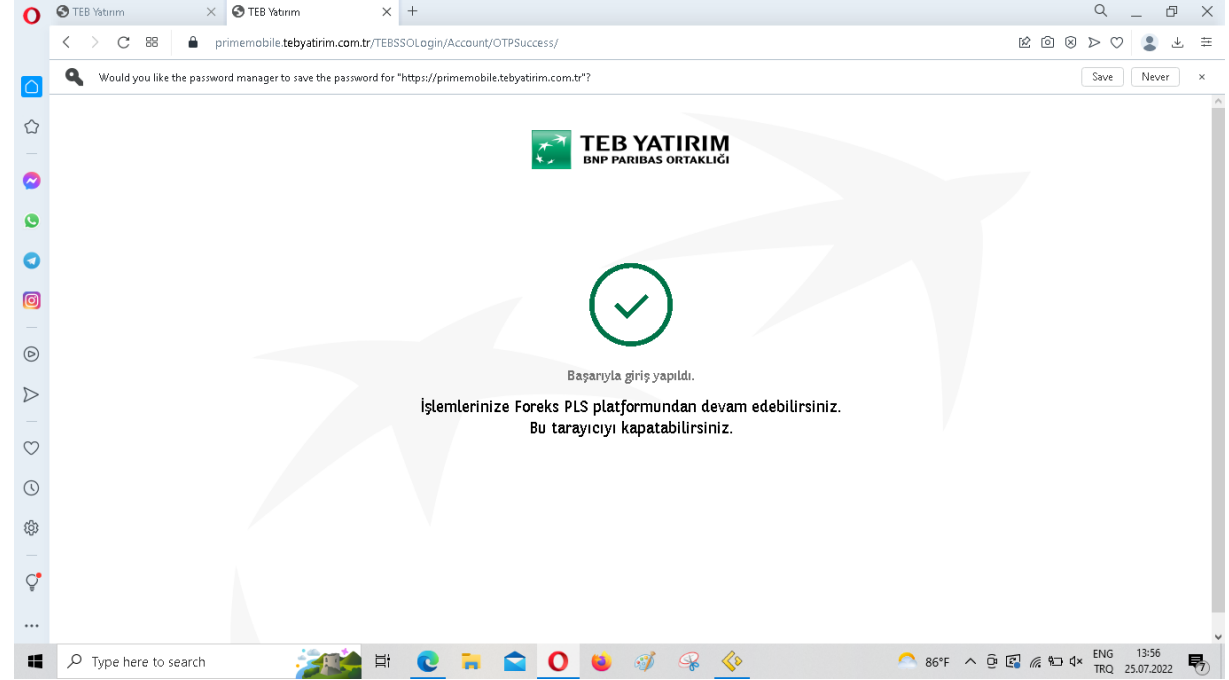 TEB Yatırım
TEB Yatırım
primemobile.tebyatirim.com.tr/TEBSSOLogin/Account/OTPSuccess/
Would you like the password manager to save the password for "https://primemobile.tebyatirim.com.tr"?
Save
Never
TEB YATIRIM
BNP PARIBAS ORTAKLIĞI
Başarıyla giriş yapıldı.
İşlemlerinize Foreks PLS platformundan devam edebilirsiniz.
Bu tarayıcıyı kapatabilirsiniz.
Type here to search
86°F
ENG
TRQ
13:56
25.07.2022
7